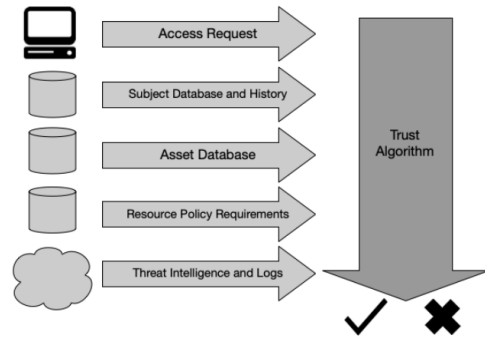 Access Request
Subject Database and History
Asset Database
Resource Policy Requirements
Threat Intelligence and Logs
Trust
Algorithm